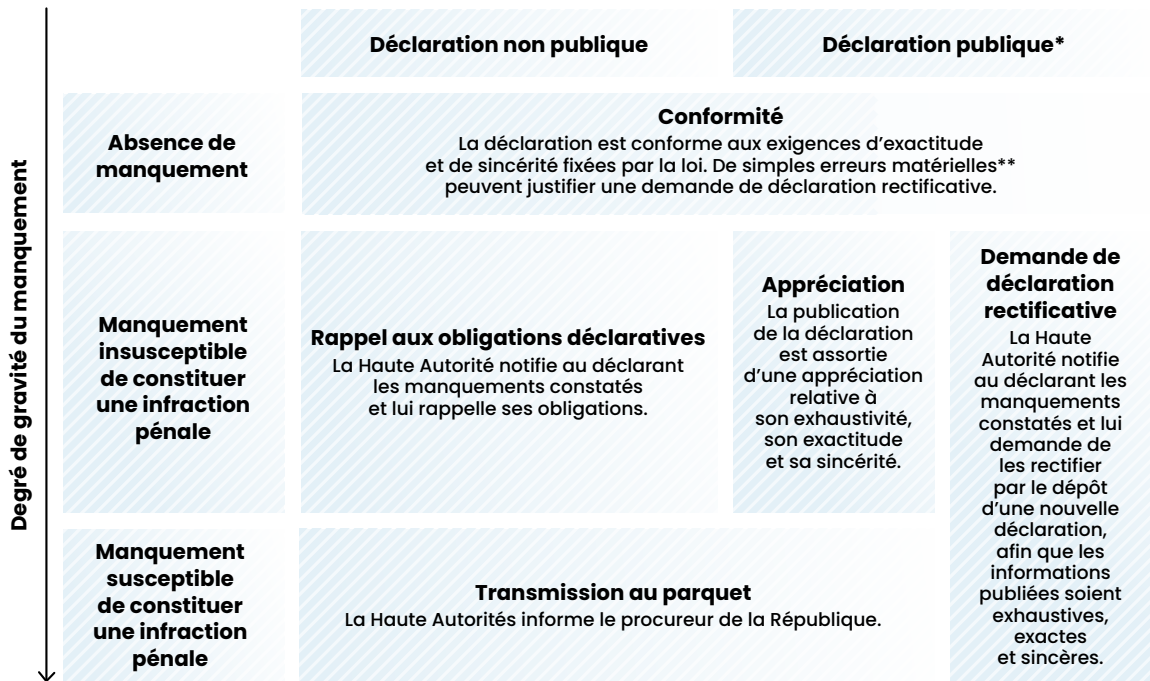 Déclaration non publique
Déclaration publique*
Degré de gravité du manquement
Absence de
manquement
Conformité
La déclaration est conforme aux exigences d'exactitude
et de sincérité fixées par la loi. De simples erreurs matérielles**
peuvent justifier une demande de déclaration rectificative.
Manquement
insusceptible
de constituer
une infraction
pénale
Rappel aux obligations déclaratives
La Haute Autorité notifie au déclarant
les manquements constatés
et lui rappelle ses obligations.
Appréciation
La publication
de la déclaration
est assortie
d'une appréciation
relative à
son exhaustivité,
son exactitude
et sa sincérité.
Demande de
déclaration
rectificative
La Haute
Autorité notifie
au déclarant les
manquements
constatés et lui
demande de
les rectifier
par le dépôt
d'une nouvelle
déclaration,
afin que les
informations
publiées soient
exhaustives,
exactes
et sincères.
Manquement
susceptible
de constituer
une infraction
pénale
Transmission au parquet
La Haute Autorités informe le procureur de la République.